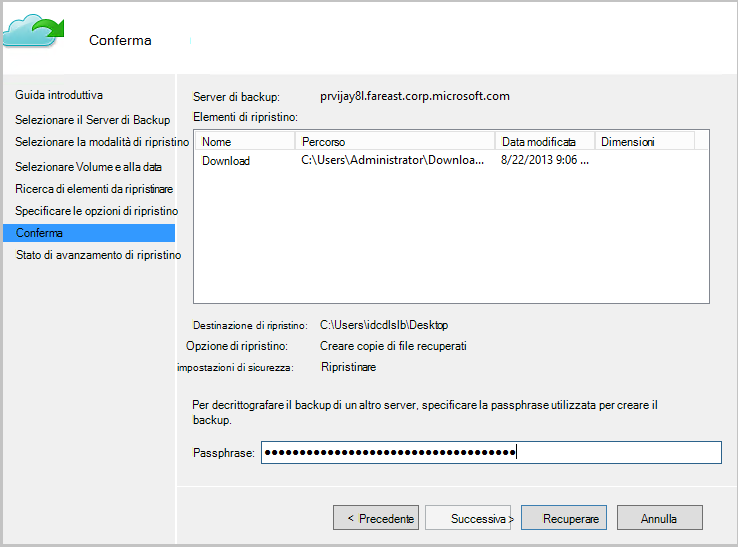 Conferma
Guida introduttiva
Selezionare il Server di Backup
Selezionare la modalità di ripristino
Selezionare Volume e alla data
Ricerca di elementi da ripristinare
Specificare le opzioni di ripristino
Conferma
Stato di avanzamento di ripristino
Server di backup: prvijay8l.fareast.corp.microsoft.com
Elementi di ripristino:
Nome Percorso Data modificata Dimensioni
Download C:\Users\Administrator\Downloa... 8/22/2013 9:06 ...
Destinazione di ripristino: C:\Users\idcdlslb\Desktop
Opzione di ripristino: Creare copie di file recuperati
impostazioni di sicurezza: Ripristinare
Per decrittografare il backup di un altro server, specificare la passphrase utilizzata per creare il
backup.
Passphrase: ●●●●●●●●●●●●●●●●●●●●●●●●●●●●●●●●●●●●
< Precedente Successiva > Recuperare Annulla